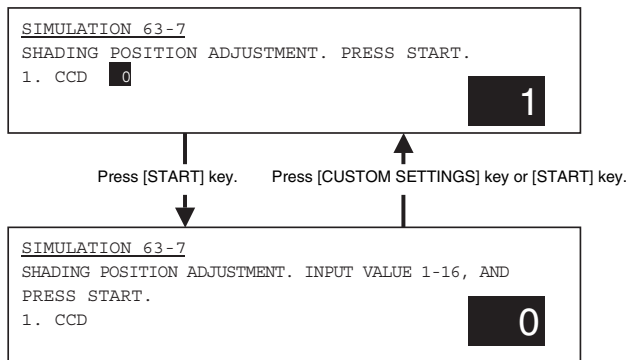 SIMULATION 63-7
SHADING POSITION ADJUSTMENT. PRESS START.
1. CCD 0
1
Press [START] key.
Press [CUSTOM SETTINGS] key or [START] key.
SIMULATION 63-7
SHADING POSITION ADJUSTMENT. INPUT VALUE 1-16, AND
PRESS START.
1. CCD
0